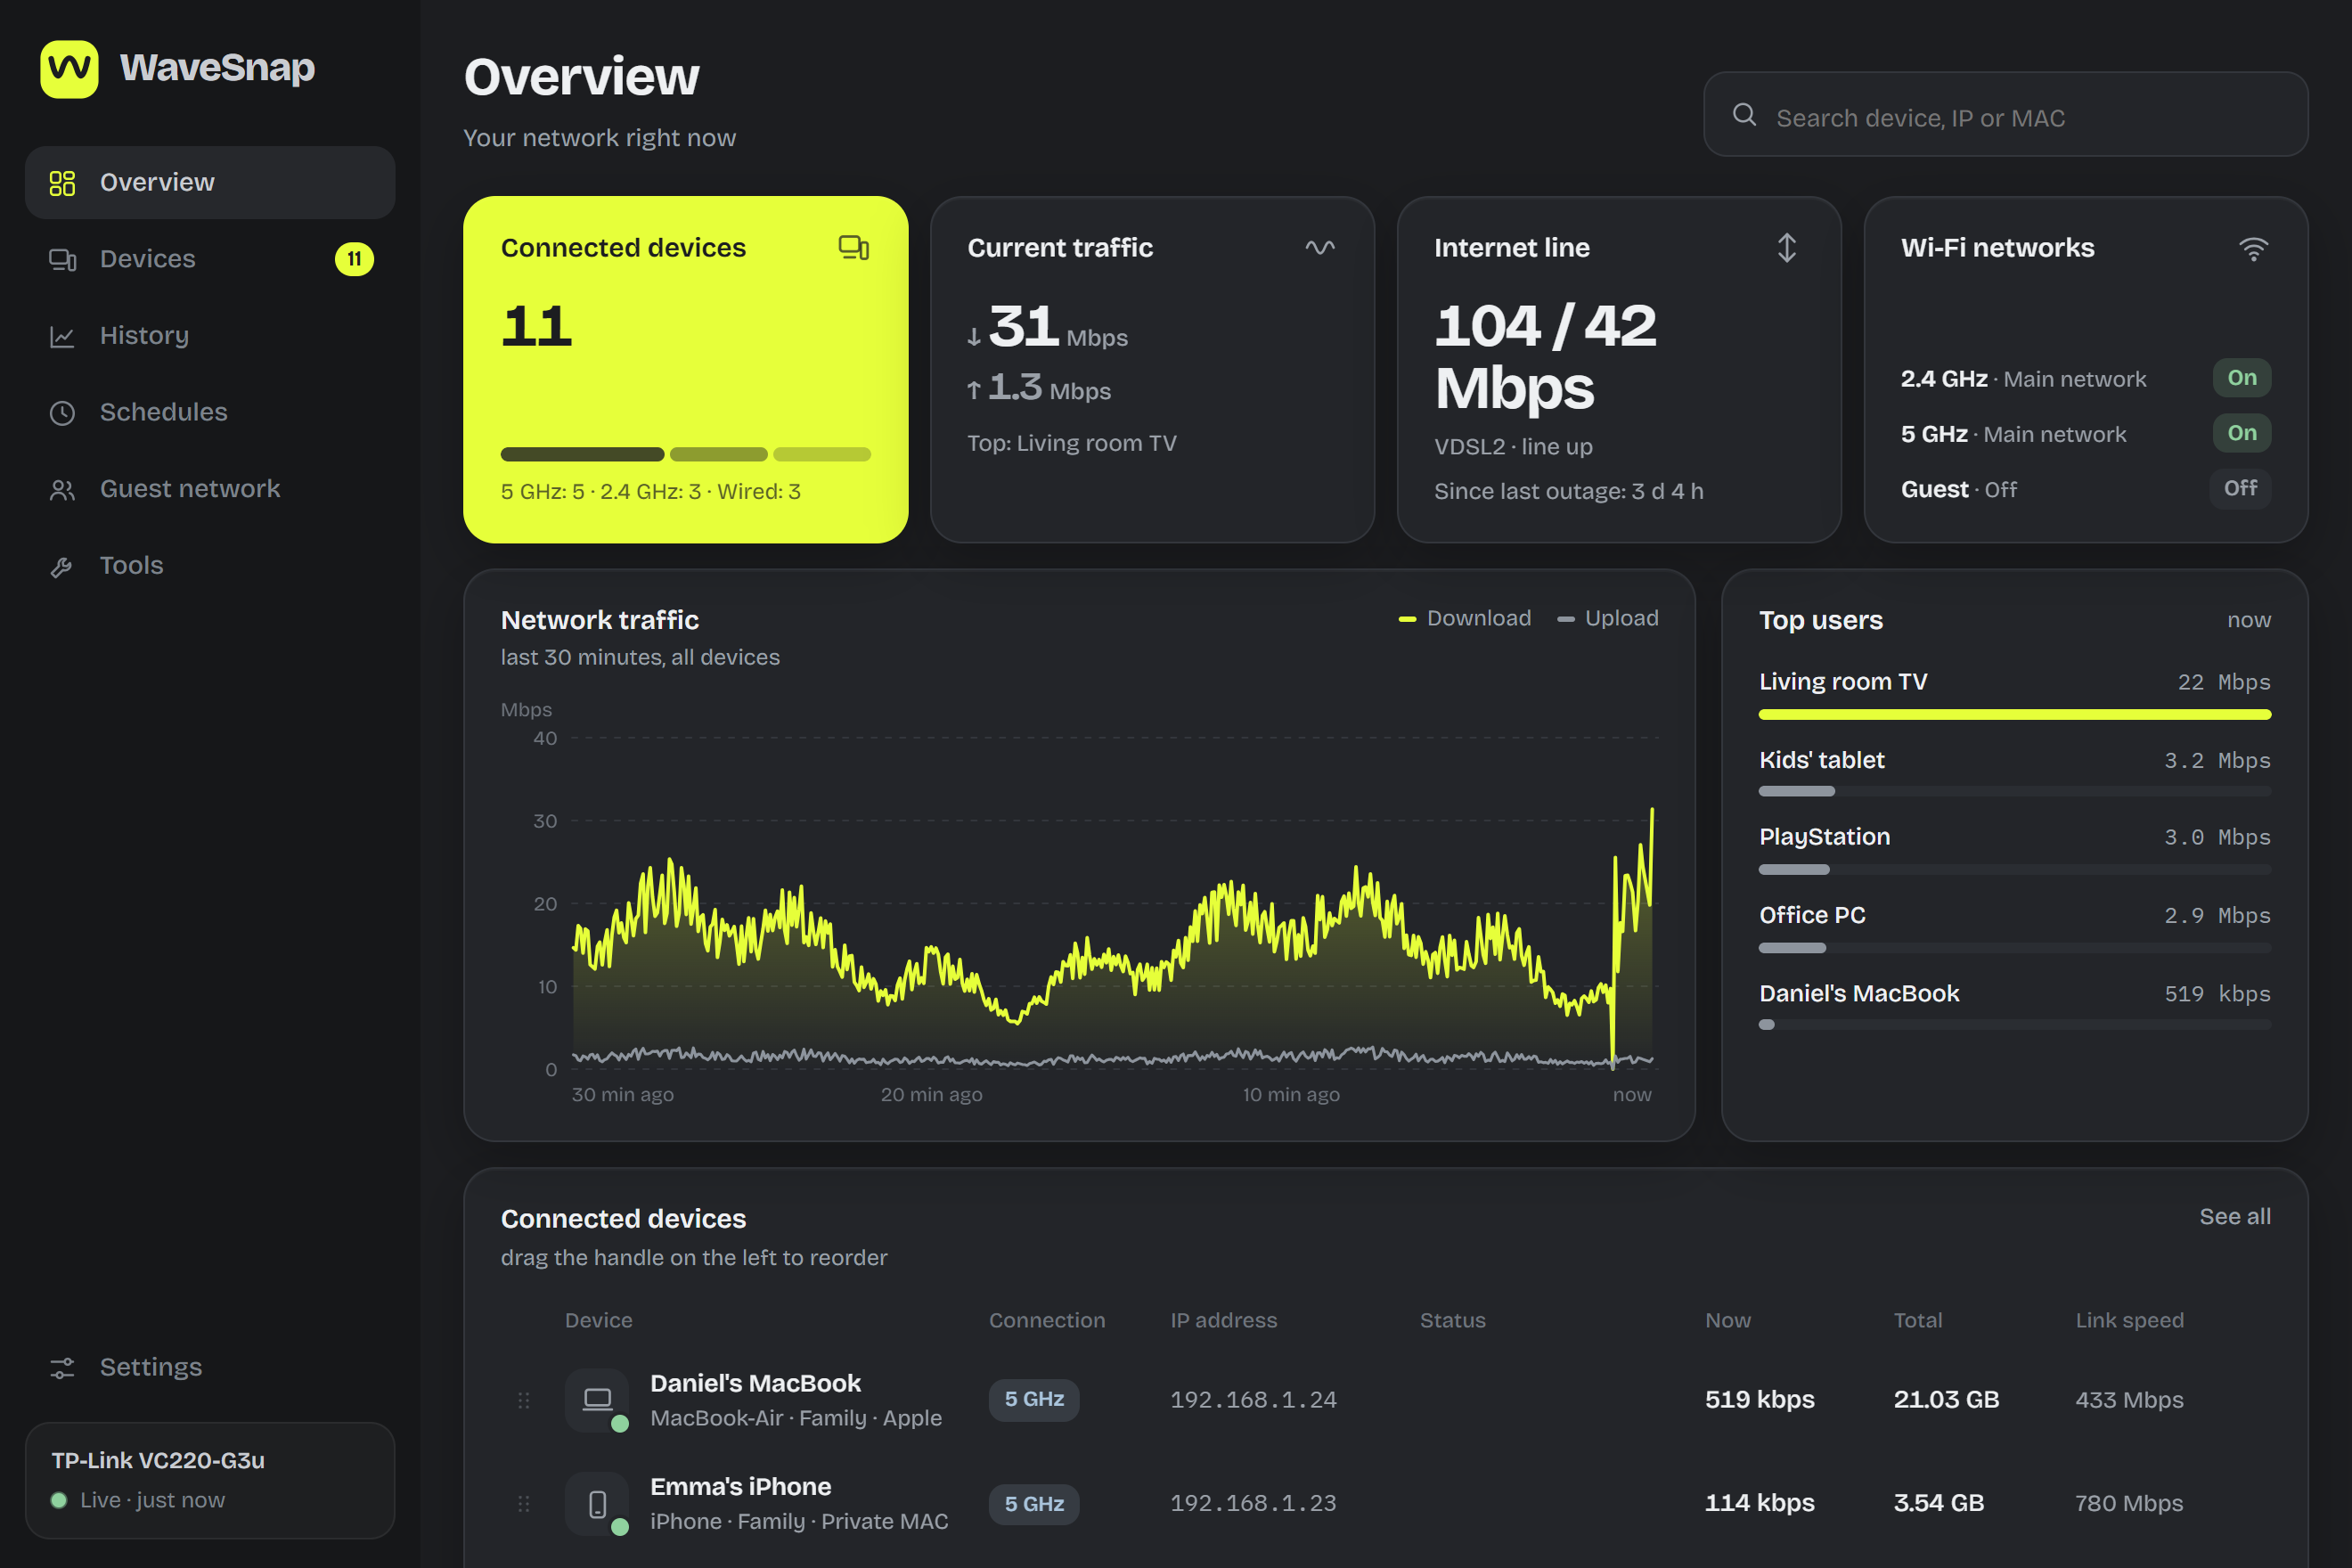 WaveSnap
Overview
Devices 11
History
Schedules
Guest network
Tools
Settings
TP-Link VC220-G3u
Live · just now
Overview
Your network right now
Search device, IP or MAC
Connected devices
11
5 GHz: 5 · 2.4 GHz: 3 · Wired: 3
Current traffic
↓ 31 Mbps
↑ 1.3 Mbps
Top: Living room TV
Internet line
104 / 42
Mbps
VDSL2 · line up
Since last outage: 3 d 4 h
Wi-Fi networks
2.4 GHz · Main network On
5 GHz · Main network On
Guest · Off Off
Network traffic
last 30 minutes, all devices
Download Upload
Mbps
40
30
20
10
0
30 min ago 20 min ago 10 min ago now
Top users now
Living room TV 22 Mbps
Kids' tablet 3.2 Mbps
PlayStation 3.0 Mbps
Office PC 2.9 Mbps
Daniel's MacBook 519 kbps
Connected devices
drag the handle on the left to reorder
See all
Device Connection IP address Status Now Total Link speed
Daniel's MacBook
MacBook-Air · Family · Apple
5 GHz 192.168.1.24 519 kbps 21.03 GB 433 Mbps
Emma's iPhone
iPhone · Family · Private MAC
5 GHz 192.168.1.23 114 kbps 3.54 GB 780 Mbps